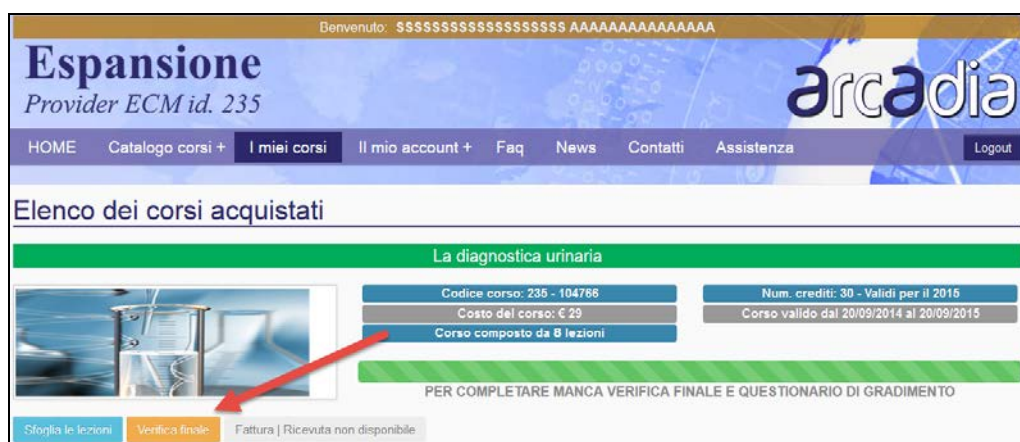 Benvenuto: SSSSSSSSSSSSSSSSSSS AAAAAAAAAAAAAAA
Espansione
Provider ECM id. 235
arcadia
HOME Catalogo corsi + I miei corsi Il mio account + Faq News Contatti Assistenza Logout
Elenco dei corsi acquistati
La diagnostica urinaria
Codice corso: 235 - 104766 Num. crediti: 30 - Validi per il 2015
Costo del corso: € 29 Corso valido dal 20/09/2014 al 20/09/2015
Corso composto da 8 lezioni
PER COMPLETARE MANCA VERIFICA FINALE E QUESTIONARIO DI GRADIMENTO
Sfoglia le lezioni Verifica finale Fattura | Ricevuta non disponibile